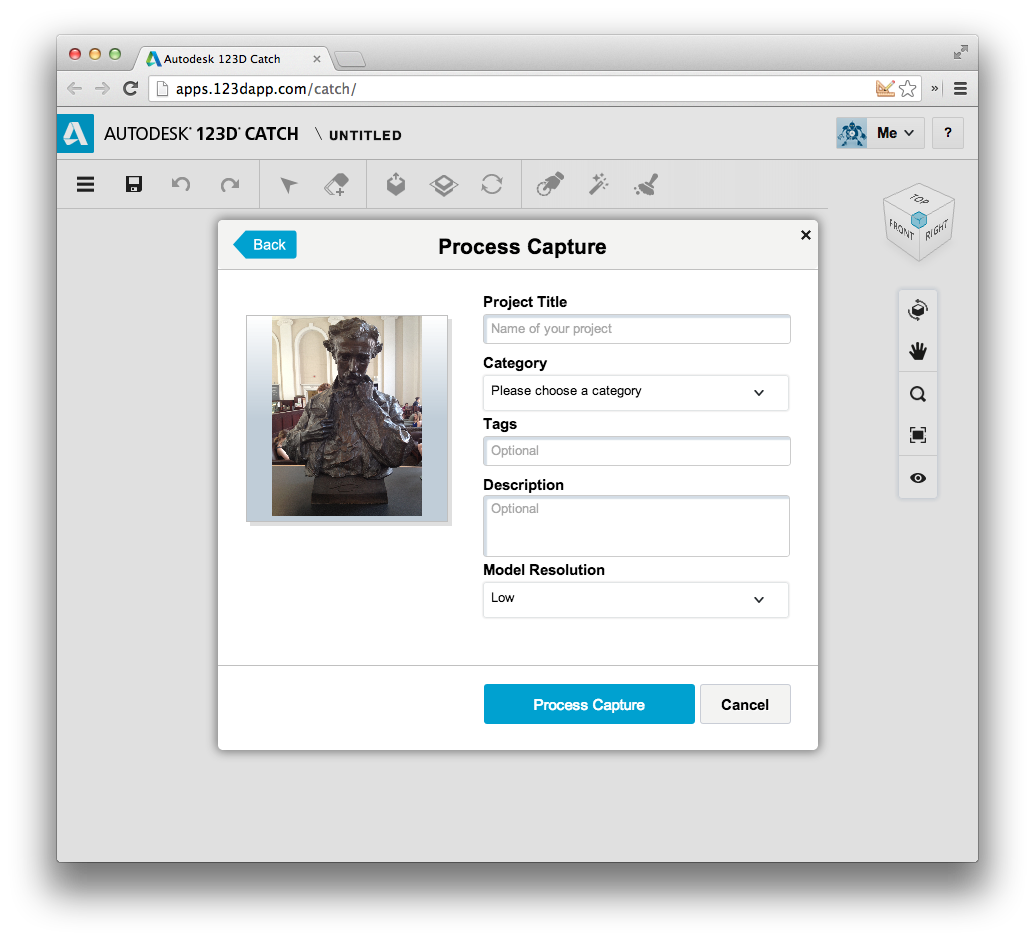 Autodesk 123D Catch
apps.123dapp.com/catch/
AUTODESK® 123D® CATCH \ UNTITLED
Me
?
TOP
FRONT
RIGHT
Back
Process Capture
Project Title
Name of your project
Category
Please choose a category
Tags
Optional
Description
Optional
Model Resolution
Low
Process Capture
Cancel